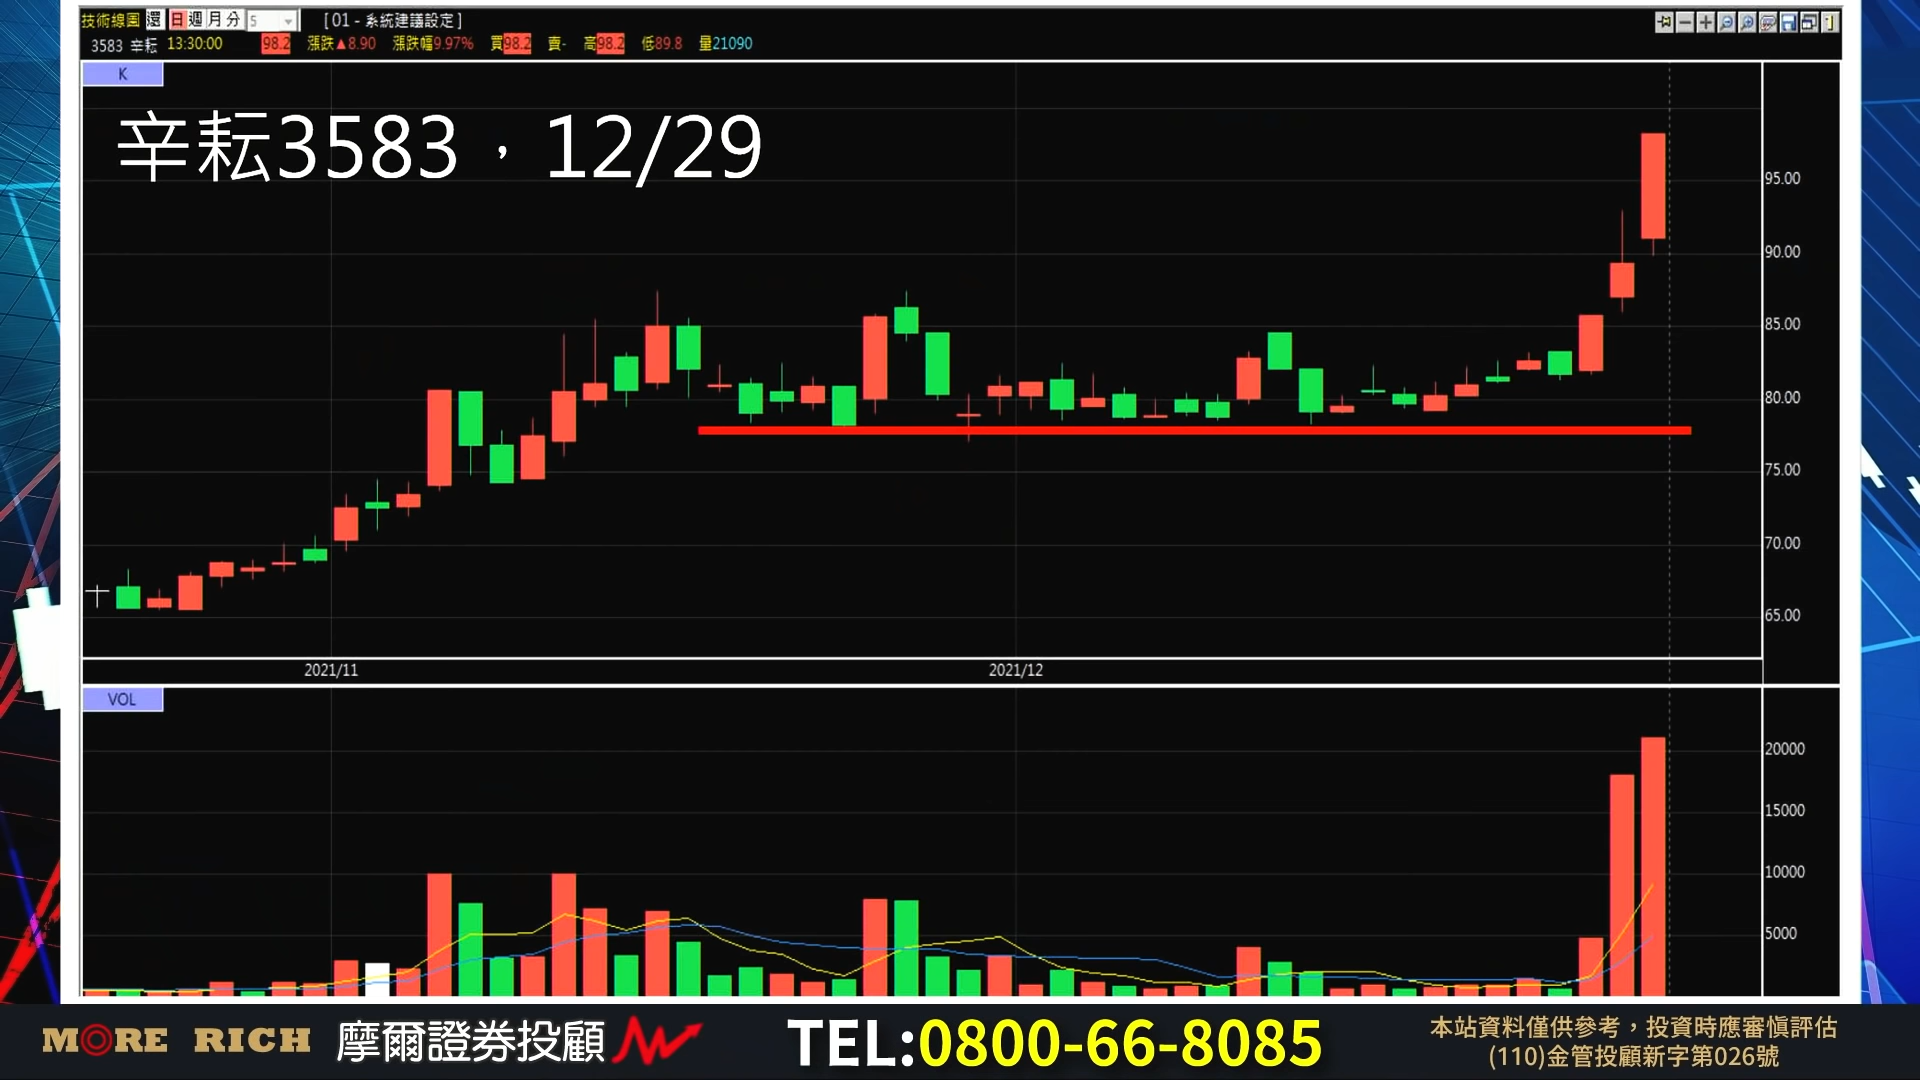 技術線圖 還 日 週 月 分 5 [ 01 - 系統建議設定 ]
3583 辛耘 13:30:00 98.2 漲跌▲8.90 漲跌幅9.97% 買98.2 賣- 高98.2 低89.8 量21090
K
辛耘3583，12/29
95.00
90.00
85.00
80.00
75.00
70.00
65.00
2021/11 2021/12
VOL
20000
15000
10000
5000
MORE RICH 摩爾證券投顧 TEL:0800-66-8085
本站資料僅供參考，投資時應審慎評估
(110)金管投顧新字第026號